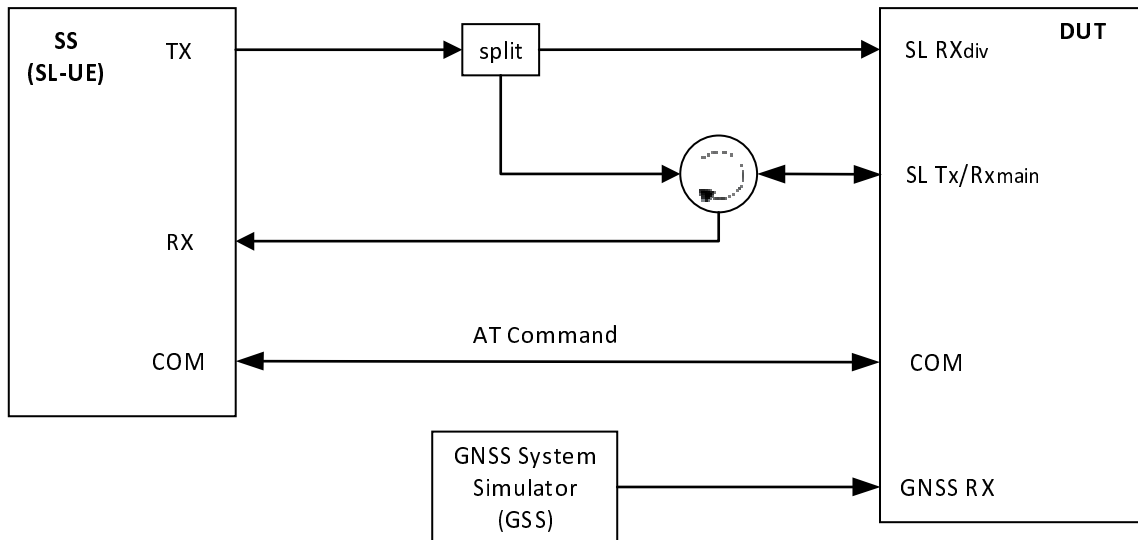 SS
(SL-UE)
TX
split
SL RXdiv
DUT
SL Tx/Rxmain
RX
AT Command
COM
COM
GNSS System
Simulator
(GSS)
GNSS RX